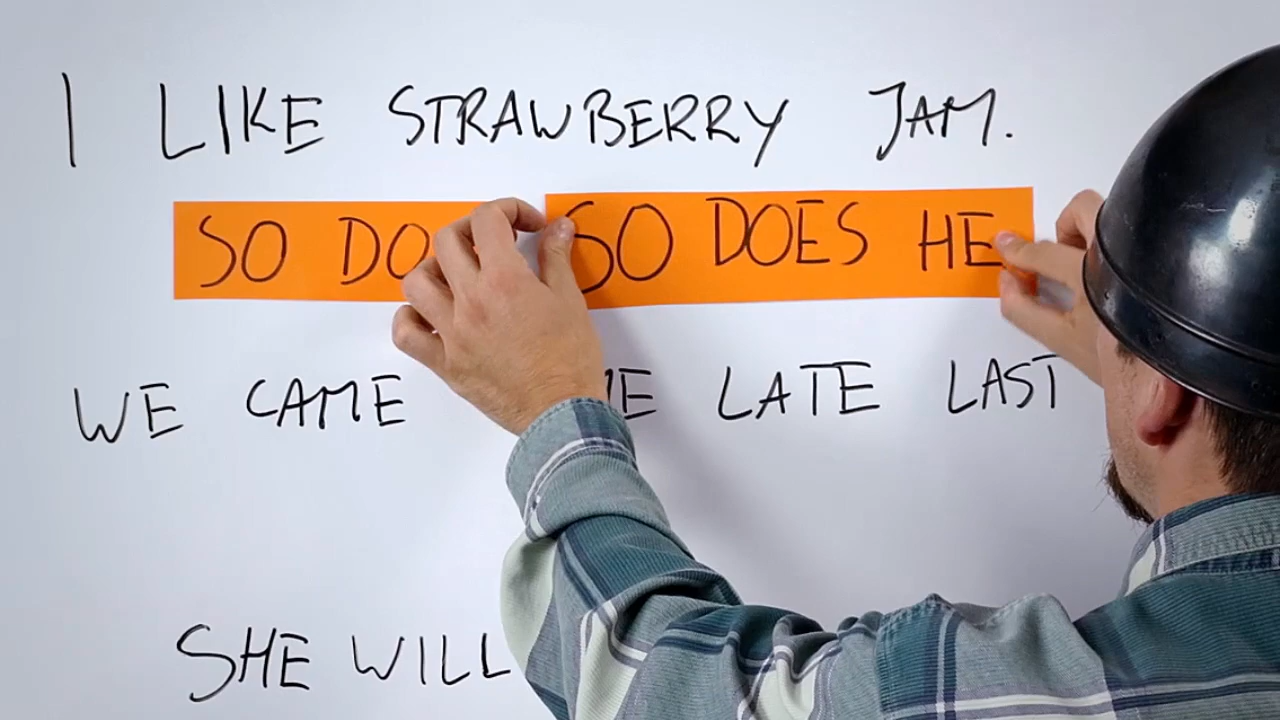 I LIKE STRAWBERRY JAM.
SO DO SO DOES HE
WE CAME LATE LAST
SHE WILL